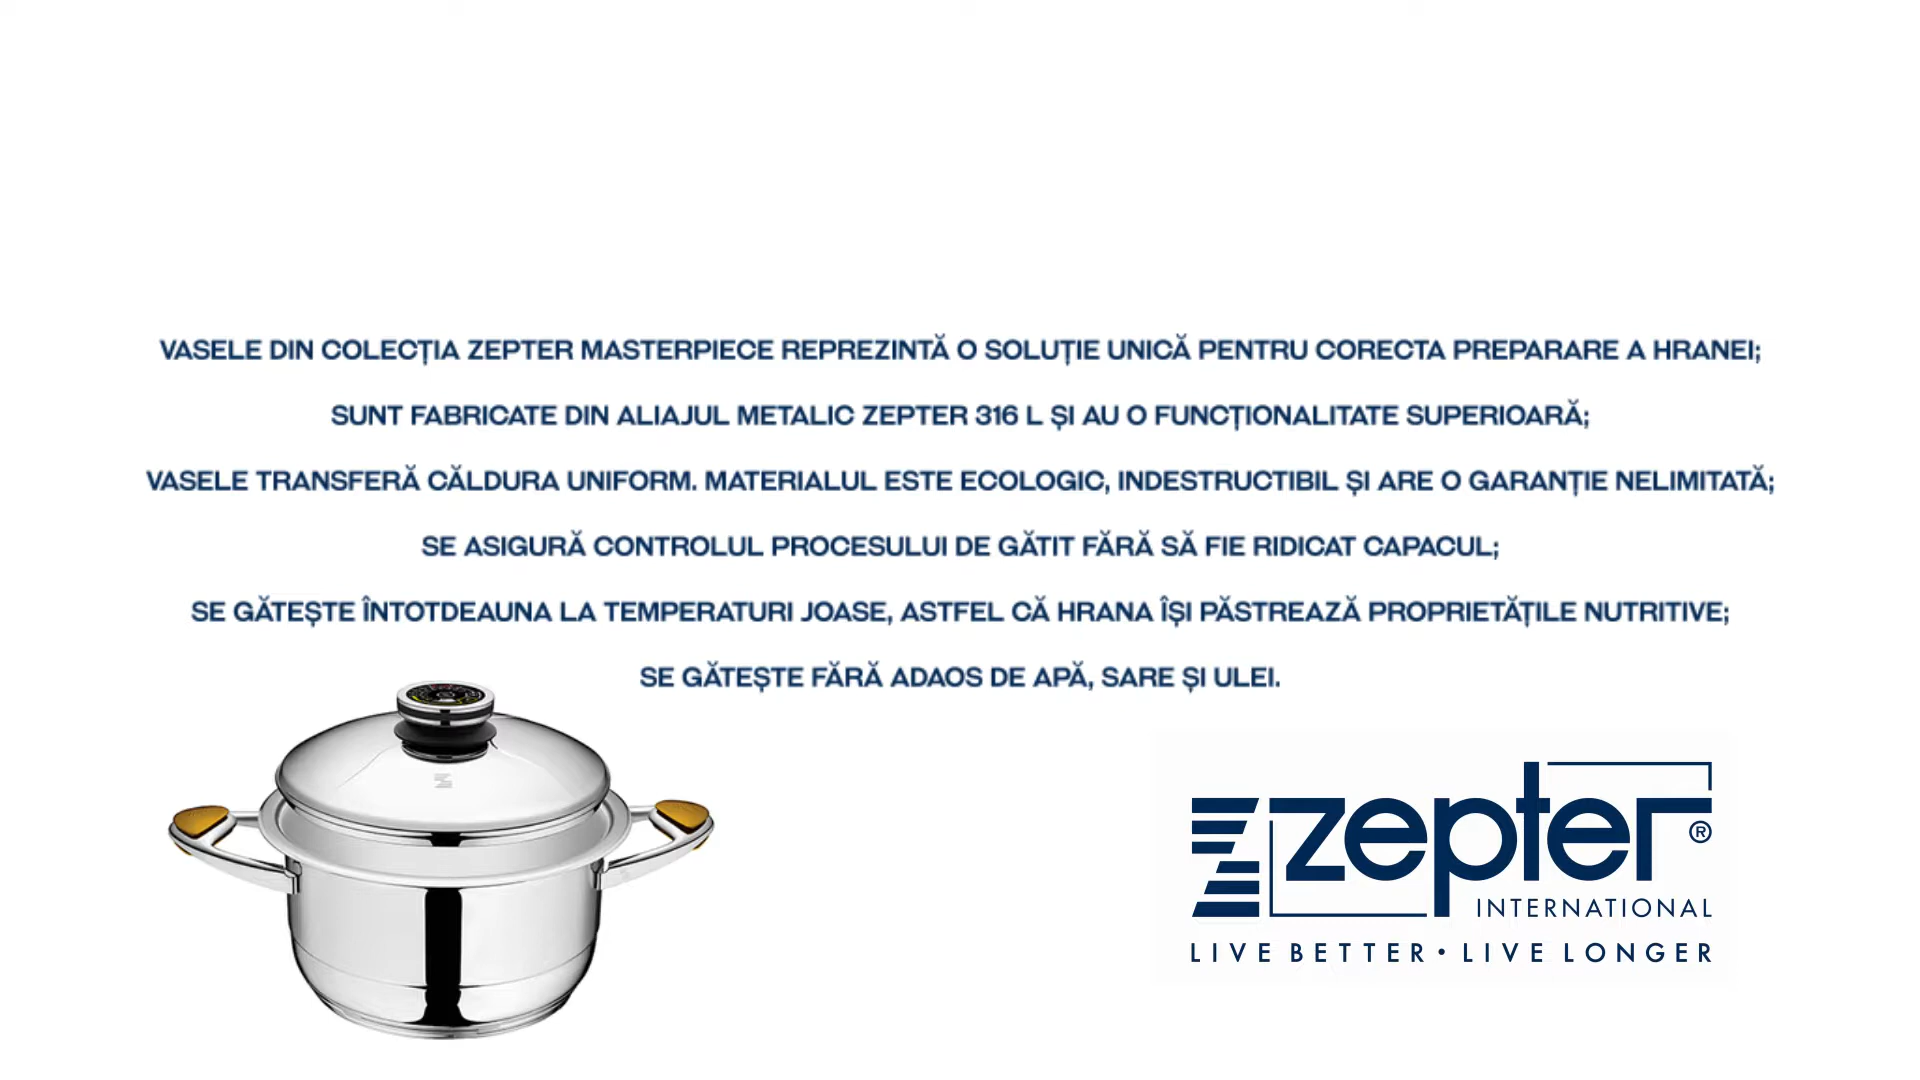 VASELE DIN COLECȚIA ZEPTER MASTERPIECE REPREZINTĂ O SOLUȚIE UNICĂ PENTRU CORECTA PREPARARE A HRANEI;
SUNT FABRICATE DIN ALIAJUL METALIC ZEPTER 316 L ȘI AU O FUNCȚIONALITATE SUPERIOARĂ;
VASELE TRANSFERĂ CĂLDURA UNIFORM. MATERIALUL ESTE ECOLOGIC, INDESTRUCTIBIL ȘI ARE O GARANȚIE NELIMITATĂ;
SE ASIGURĂ CONTROLUL PROCESULUI DE GĂTIT FĂRĂ SĂ FIE RIDICAT CAPACUL;
SE GĂTEȘTE ÎNTOTDEAUNA LA TEMPERATURI JOASE, ASTFEL CĂ HRANA ÎȘI PĂSTREAZĂ PROPRIETĂȚILE NUTRITIVE;
SE GĂTEȘTE FĂRĂ ADAOS DE APĂ, SARE ȘI ULEI.
zepter®
INTERNATIONAL
LIVE BETTER • LIVE LONGER